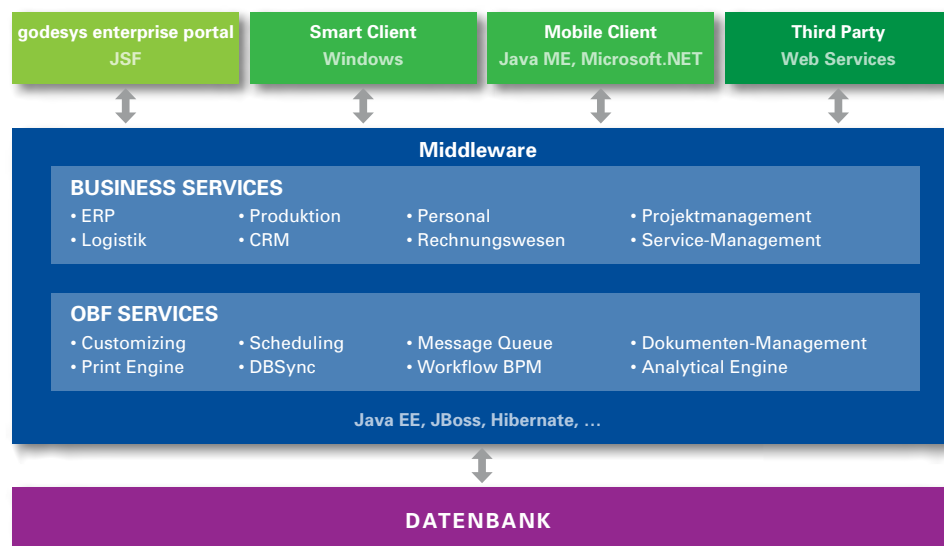 godesys enterprise portal
JSF
Smart Client
Windows
Mobile Client
Java ME, Microsoft.NET
Third Party
Web Services
Middleware
BUSINESS SERVICES
• ERP • Produktion • Personal • Projektmanagement
• Logistik • CRM • Rechnungswesen • Service-Management
OBF SERVICES
• Customizing • Scheduling • Message Queue • Dokumenten-Management
• Print Engine • DBSync • Workflow BPM • Analytical Engine
Java EE, JBoss, Hibernate, …
DATENBANK